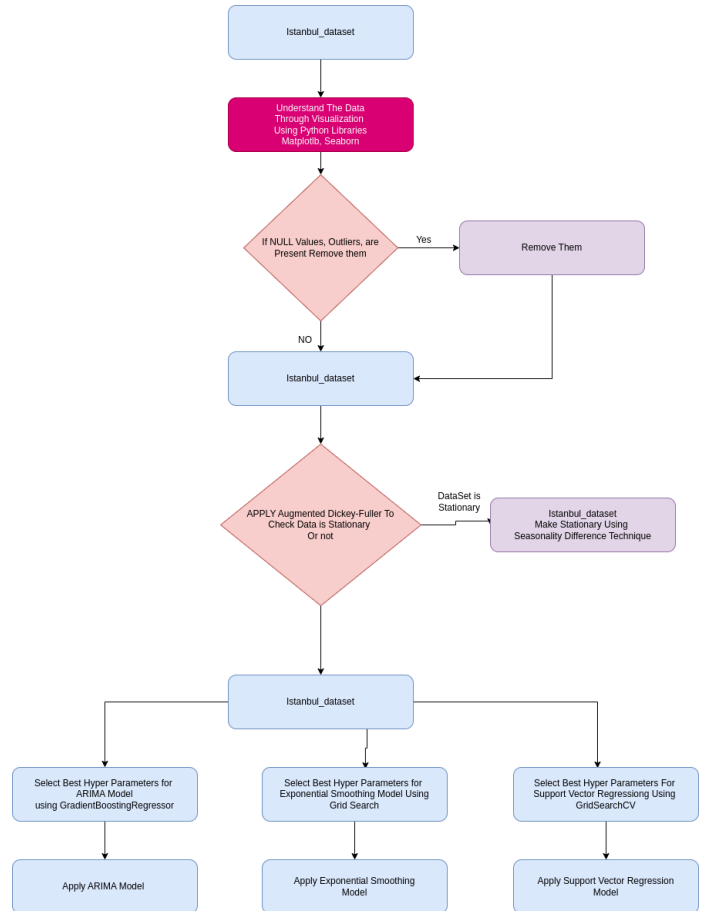 Istanbul_dataset
Understand The Data
Through Visualization
Using Python Libraries
Matplotlb, Seaborn
If NULL Values, Outliers, are
Present Remove them
Yes
Remove Them
NO
Istanbul_dataset
APPLY Augmented Dickey-Fuller To
Check Data is Stationary
Or not
DataSet is
Stationary
Istanbul_dataset
Make Stationary Using
Seasonality Difference Technique
Istanbul_dataset
Select Best Hyper Parameters for
ARIMA Model
using GradientBoostingRegressor
Select Best Hyper Parameters for
Exponential Smoothing Model Using
Grid Search
Select Best Hyper Parameters For
Support Vector Regressiong Using
GridSearchCV
Apply ARIMA Model
Apply Exponential Smoothing
Model
Apply Support Vector Regression
Model